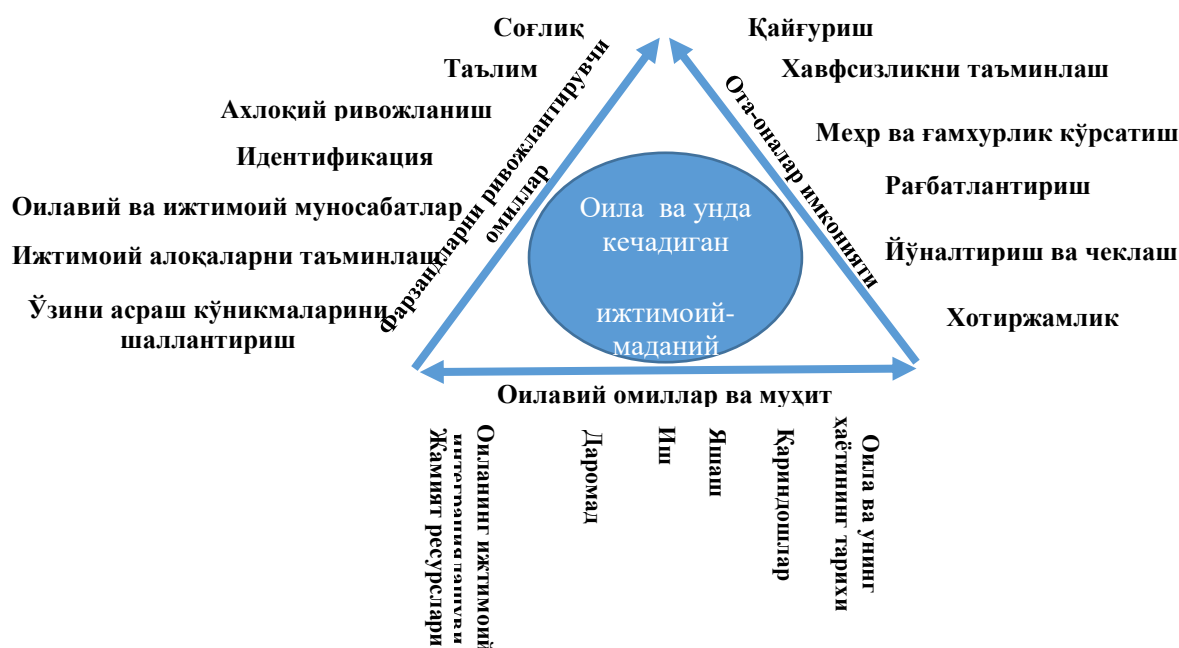 Соғлиқ
Таълим
Ахлоқий ривожланиш
Идентификация
Оилавий ва ижтимоий муносабатлар
Ижтимоий алоқаларни таъминлаш
Ўзини асраш кўникмаларини
шаллантириш
Фарзандларни ривожлантирувчи
омиллар
Қайғуриш
Хавфсизликни таъминлаш
Меҳр ва ғамхурлик кўрсатиш
Рағбатлантириш
Йўналтириш ва чеклаш
Хотиржамлик
Ота-оналар имконияти
Оила ва унда
кечадиган
ижтимоий-
маданий
Оилавий омиллар ва муҳит
Жамият ресурслари
интеграциялашуви
Оиланинг ижтимоий
Даромад
Иш
Яшаш
Қариндошлар
Оила ва унинг
ҳаётининг тарихи